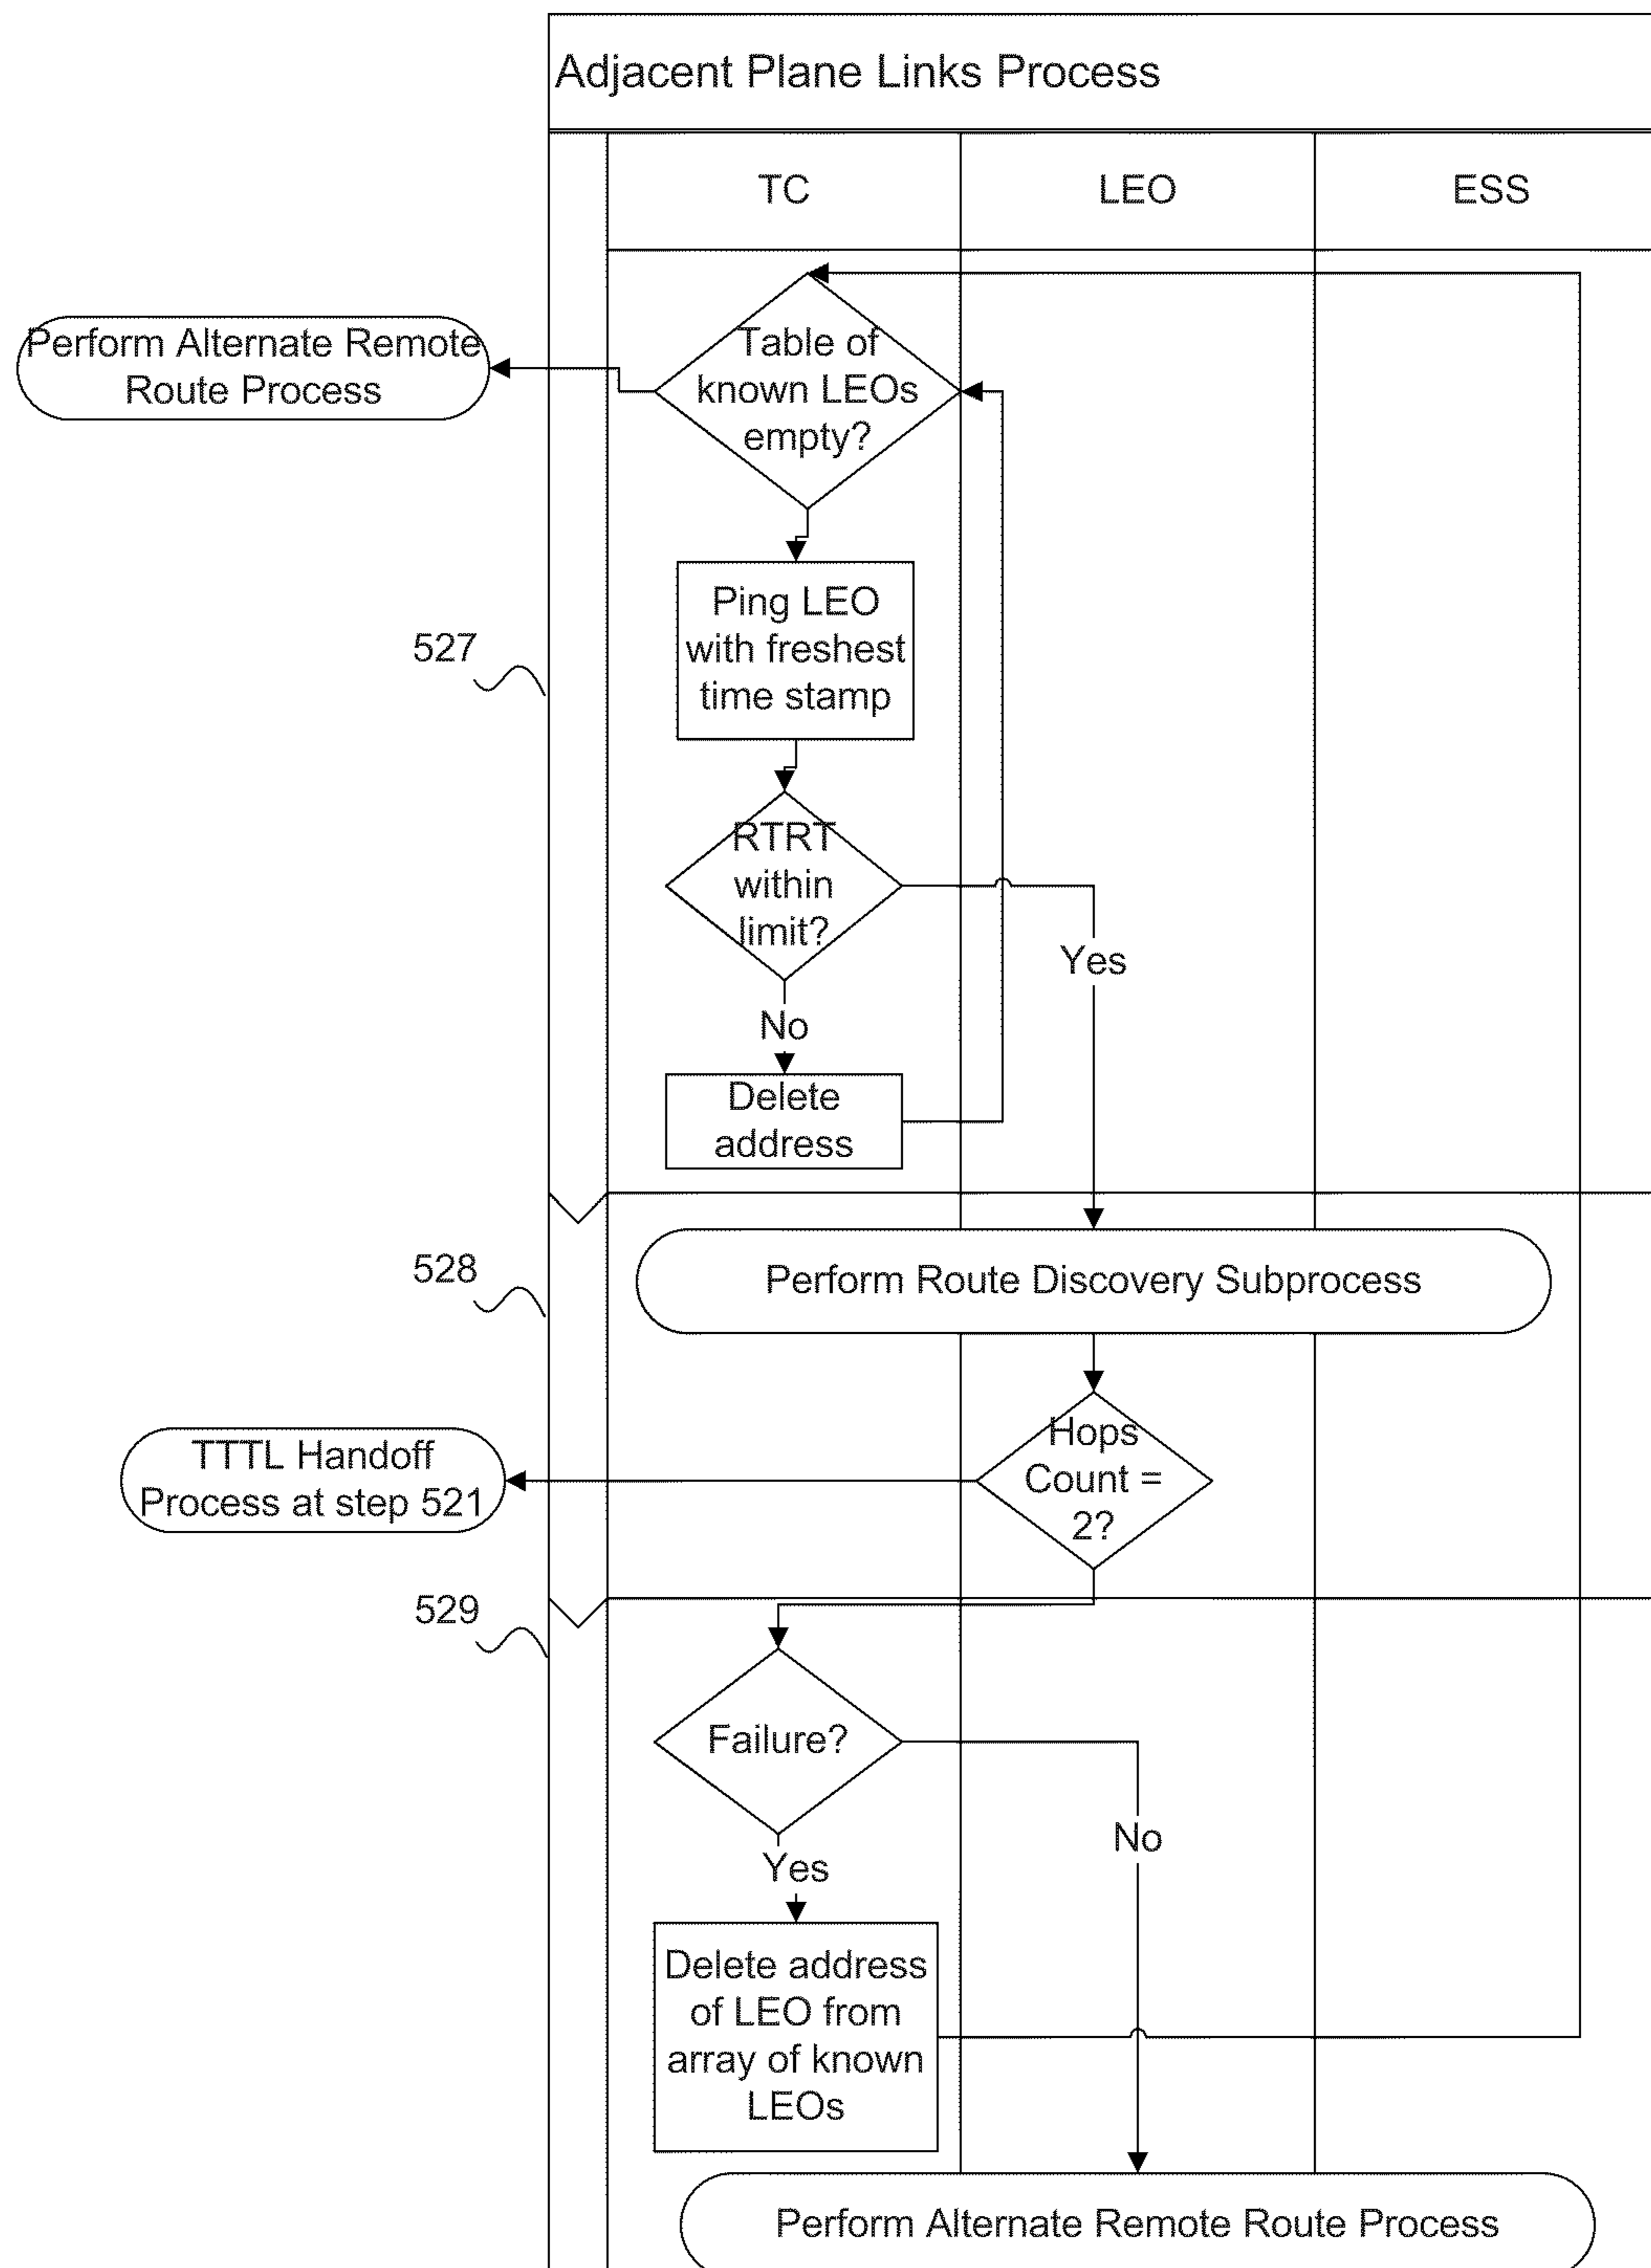 Adjacent Plane Links Process
TC
LEO
ESS
Perform Alternate Remote
Route Process
Table of
known LEOs
empty?
Ping LEO
with freshest
time stamp
527
RTRT
within
limit?
Yes
No
Delete
address
528
Perform Route Discovery Subprocess
Hops
Count =
2?
TTTL Handoff
Process at step 521
529
Failure?
No
Yes
Delete address
of LEO from
array of known
LEOs
Perform Alternate Remote Route Process